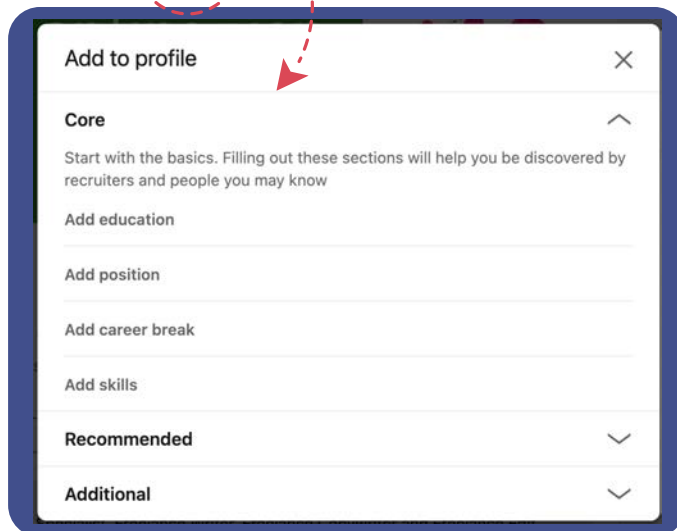 Add to profile
Core
Start with the basics. Filling out these sections will help you be discovered by
recruiters and people you may know
Add education
Add position
Add career break
Add skills
Recommended
Additional